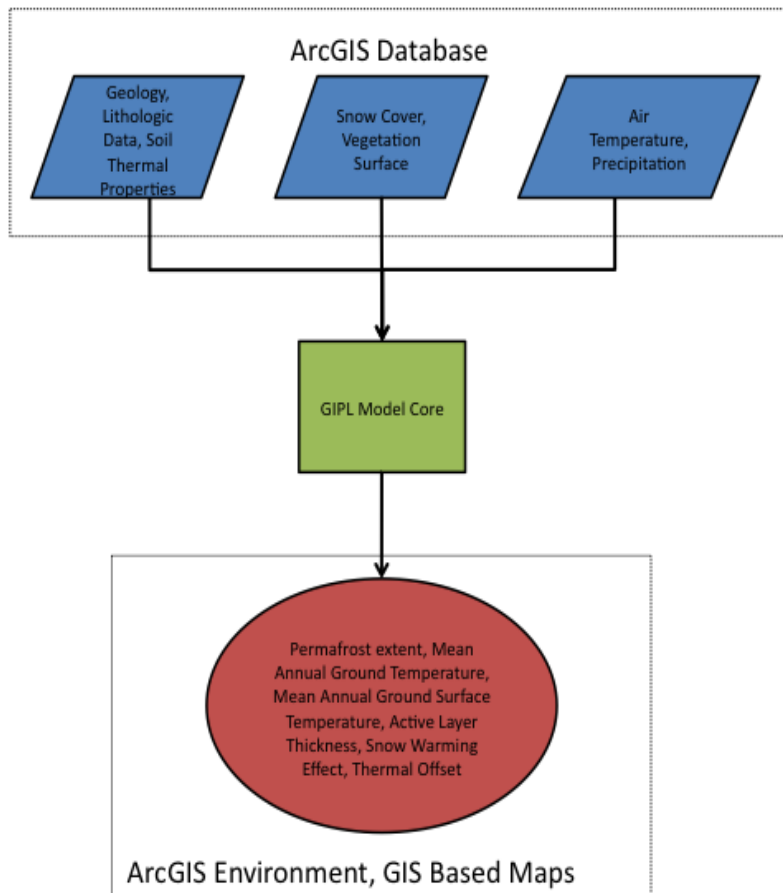 ArcGIS Database
Geology,
Lithologic
Data, Soil
Thermal
Properties
Snow Cover,
Vegetation
Surface
Air
Temperature,
Precipitation
GIPL Model Core
Permafrost extent, Mean
Annual Ground Temperature,
Mean Annual Ground Surface
Temperature, Active Layer
Thickness, Snow Warming
Effect, Thermal Offset
ArcGIS Environment, GIS Based Maps